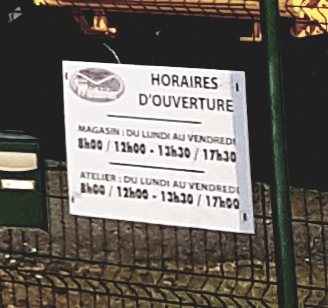 HORAIRES
D'OUVERTURE
MAGASIN : DU LUNDI AU VENDREDI
8h00 / 12h00 - 13h30 / 17h30
ATELIER : DU LUNDI AU VENDREDI
8h00 / 12h00 - 13h30 / 17h00